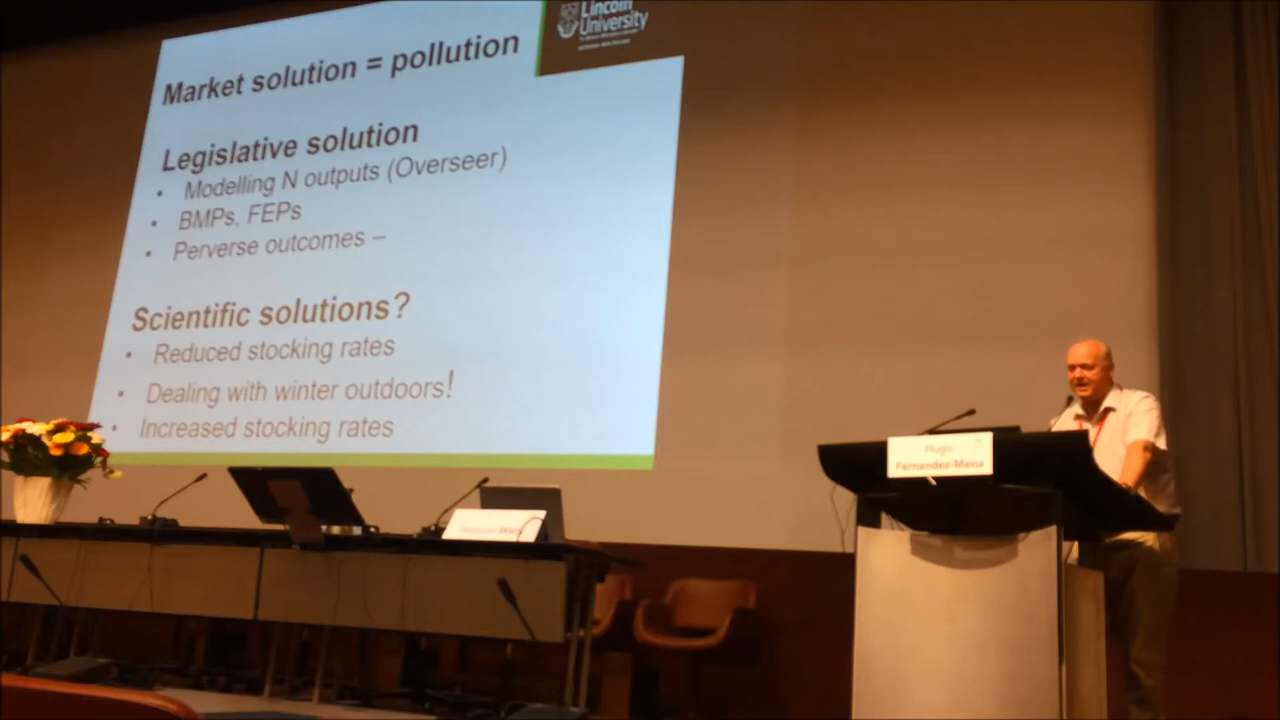 Lincoln
University
Market solution = pollution
Legislative solution
• Modelling N outputs (Overseer)
• BMPs, FEPs
• Perverse outcomes –
Scientific solutions?
• Reduced stocking rates
• Dealing with winter outdoors!
• Increased stocking rates
Hugo
Fernandez-Mena